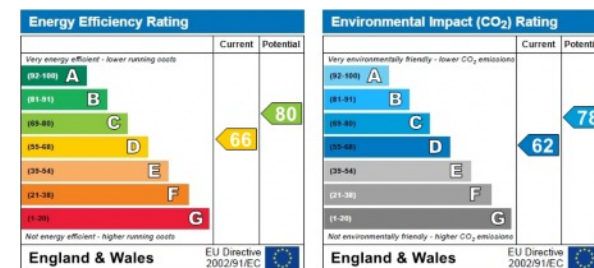 Energy Efficiency Rating
Current Potential
Very energy efficient - lower running costs
(92-100) A
(81-91) B
(69-80) C
(55-68) D
(39-54) E
(21-38) F
(1-20) G
66
80
Not energy efficient - higher running costs
England & Wales
EU Directive
2002/91/EC
Environmental Impact (CO₂) Rating
Current Potenti
Very environmentally friendly - lower CO₂ emissions
(92-100) A
(81-91) B
(69-80) C
(55-68) D
(39-54) E
(21-38) F
(1-20) G
62
78
Not environmentally friendly - higher CO₂ emissions
England & Wales
EU Directive
2002/91/EC